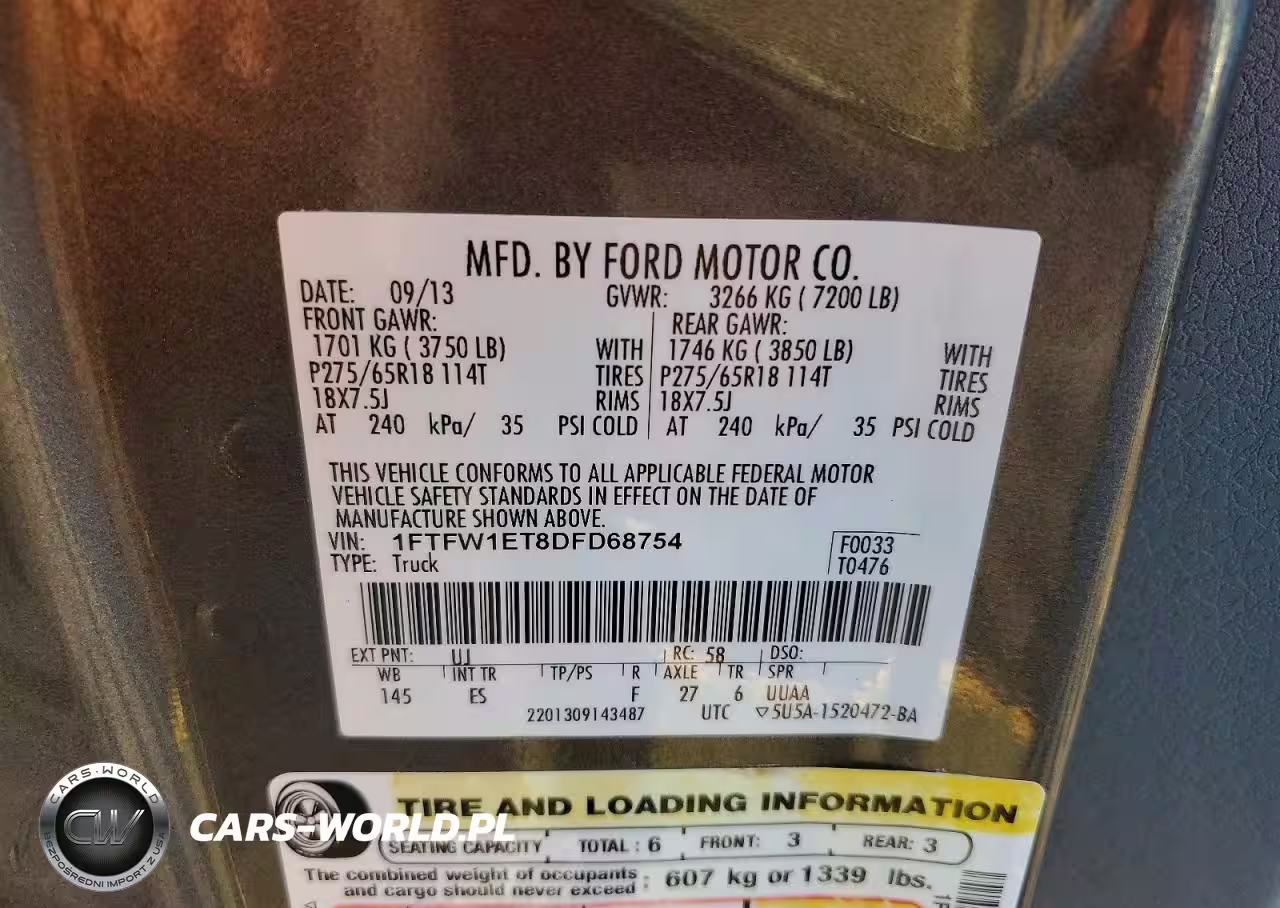 MFD. BY FORD MOTOR CO.
DATE: 09/13 GVWR: 3266 KG ( 7200 LB)
FRONT GAWR: REAR GAWR:
1701 KG ( 3750 LB) WITH 1746 KG ( 3850 LB) WITH
P275/65R18 114T TIRES P275/65R18 114T TIRES
18X7.5J RIMS 18X7.5J RIMS
AT 240 kPa/ 35 PSI COLD AT 240 kPa/ 35 PSI COLD
THIS VEHICLE CONFORMS TO ALL APPLICABLE FEDERAL MOTOR
VEHICLE SAFETY STANDARDS IN EFFECT ON THE DATE OF
MANUFACTURE SHOWN ABOVE.
VIN: 1FTFW1ET8DFD68754 F0033
TYPE: Truck T0476
EXT PNT: UJ RC: 58 DSO:
WB INT TR TP/PS R AXLE TR SPR
145 ES F 27 6 UUAA
2201309143487 UTC ▽5U5A-1520472-BA
TIRE AND LOADING INFORMATION
SEATING CAPACITY TOTAL : 6 FRONT: 3 REAR: 3
The combined weight of occupants
and cargo should never exceed : 607 kg or 1339 lbs.
CARS-WORLD
CW
BEZPOŚREDNI IMPORT Z USA
CARS-WORLD.PL